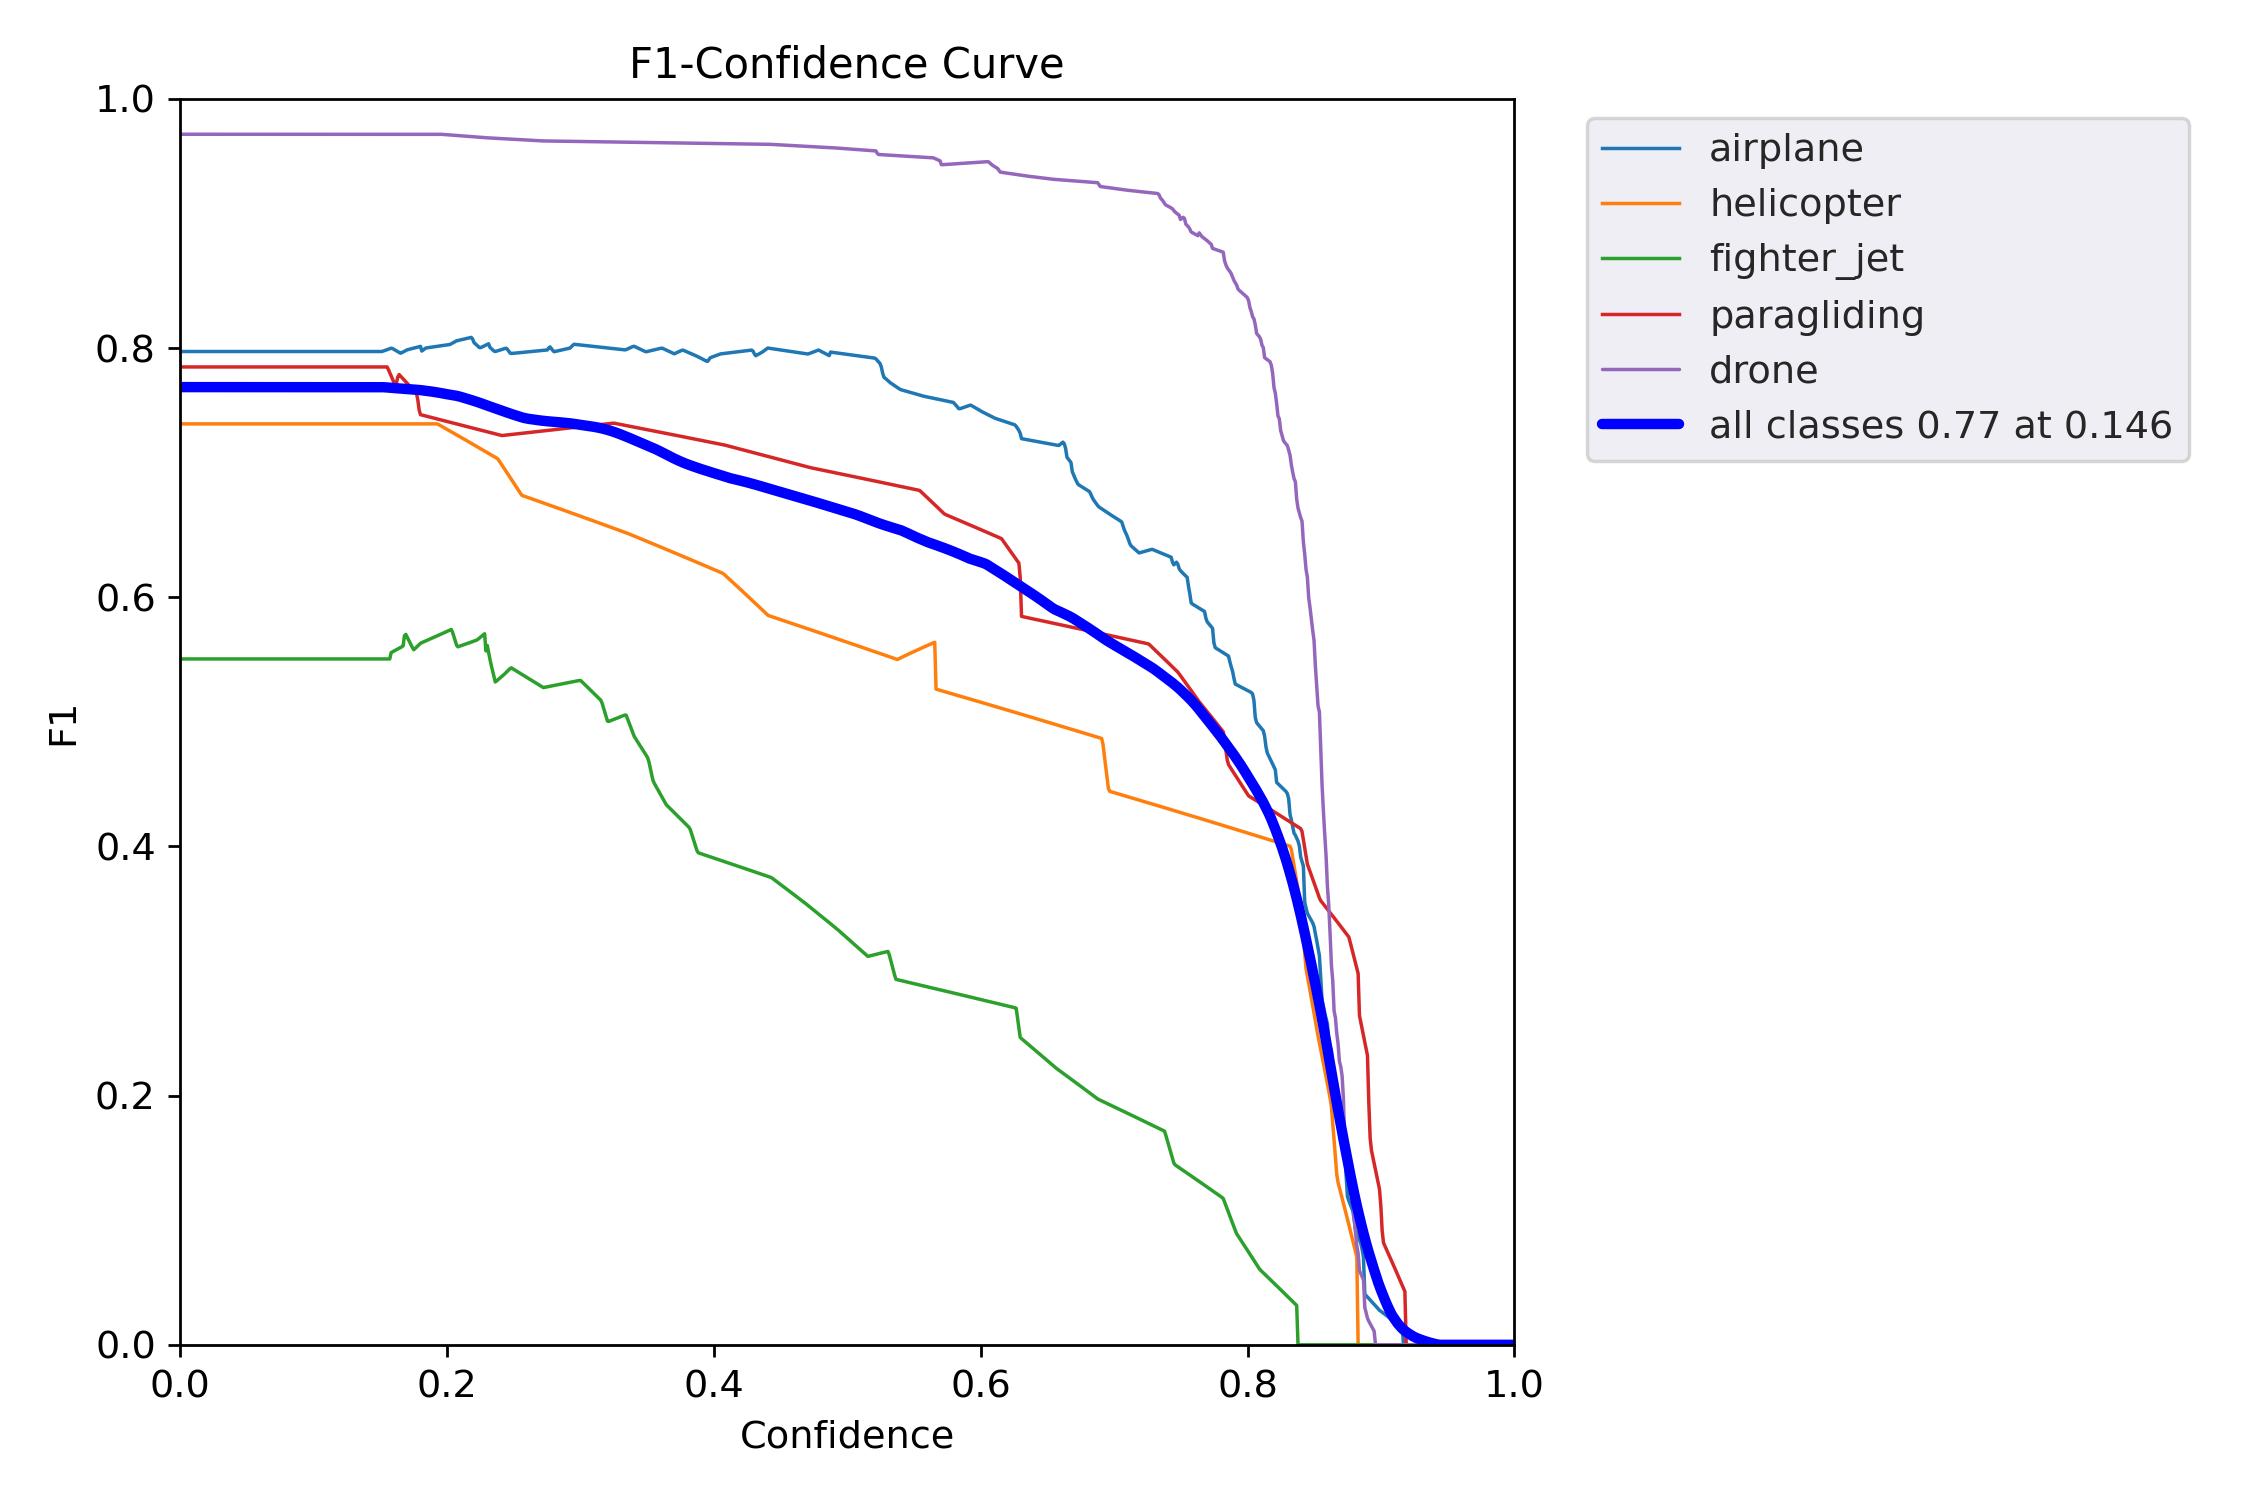 F1-Confidence Curve
1.0
0.8
0.6
0.4
0.2
0.0
F1
0.0 0.2 0.4 0.6 0.8 1.0
Confidence
airplane
helicopter
fighter_jet
paragliding
drone
all classes 0.77 at 0.146